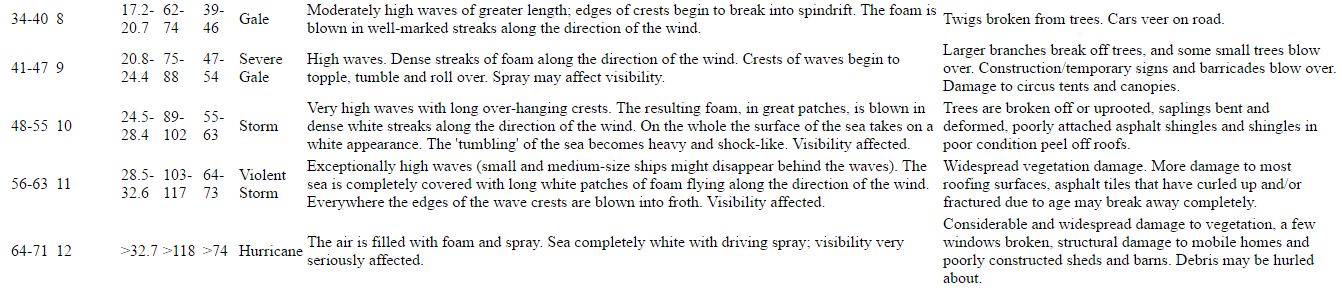 34-40 8 17.2- 62- 39- Gale Moderately high waves of greater length; edges of crests begin to break into spindrift. The foam is Twigs broken from trees. Cars veer on road.
20.7 74 46 blown in well-marked streaks along the direction of the wind.
41-47 9 20.8- 75- 47- Severe High waves. Dense streaks of foam along the direction of the wind. Crests of waves begin to Larger branches break off trees, and some small trees blow
24.4 88 54 Gale topple, tumble and roll over. Spray may affect visibility. over. Construction/temporary signs and barricades blow over.
Damage to circus tents and canopies.
48-55 10 24.5- 89- 55- Storm Very high waves with long over-hanging crests. The resulting foam, in great patches, is blown in Trees are broken off or uprooted, saplings bent and
28.4 102 63 dense white streaks along the direction of the wind. On the whole the surface of the sea takes on a deformed, poorly attached asphalt shingles and shingles in
white appearance. The 'tumbling' of the sea becomes heavy and shock-like. Visibility affected. poor condition peel off roofs.
56-63 11 28.5- 103- 64- Violent Exceptionally high waves (small and medium-size ships might disappear behind the waves). The Widespread vegetation damage. More damage to most
32.6 117 73 Storm sea is completely covered with long white patches of foam flying along the direction of the wind. roofing surfaces, asphalt tiles that have curled up and/or
Everywhere the edges of the wave crests are blown into froth. Visibility affected. fractured due to age may break away completely.
64-71 12 >32.7 >118 >74 Hurricane The air is filled with foam and spray. Sea completely white with driving spray; visibility very Considerable and widespread damage to vegetation, a few
seriously affected. windows broken, structural damage to mobile homes and
poorly constructed sheds and barns. Debris may be hurled
about.